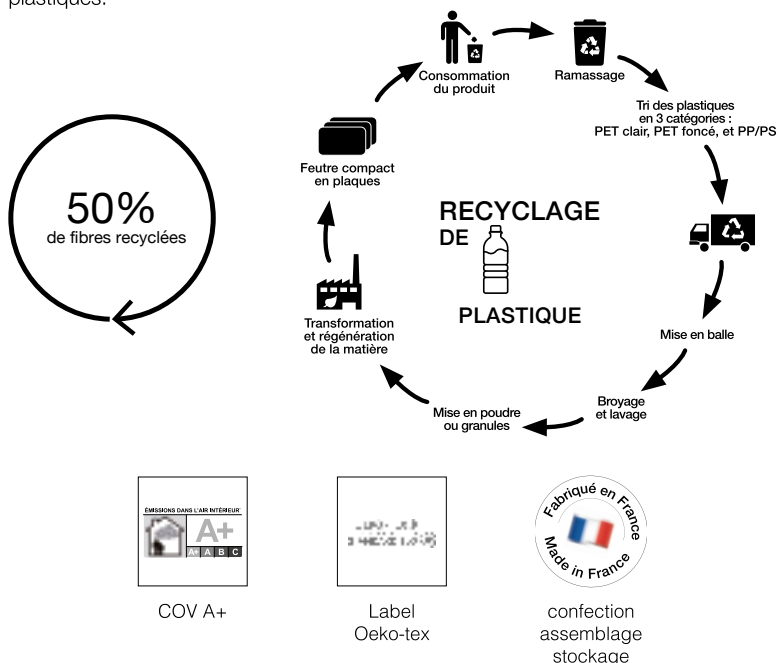 plastiques.
Consommation
du produit
Ramassage
Tri des plastiques
en 3 catégories :
PET clair, PET foncé, et PP/PS
Mise en balle
Broyage
et lavage
Mise en poudre
ou granules
Transformation
et régénération
de la matière
Feutre compact
en plaques
RECYCLAGE
DE
PLASTIQUE
50%
de fibres recyclées
ÉMISSIONS DANS L'AIR INTÉRIEUR*
A+
A+ A B C
COV A+
Label
Oeko-tex
Fabriqué en France
Made in France
confection
assemblage
stockage